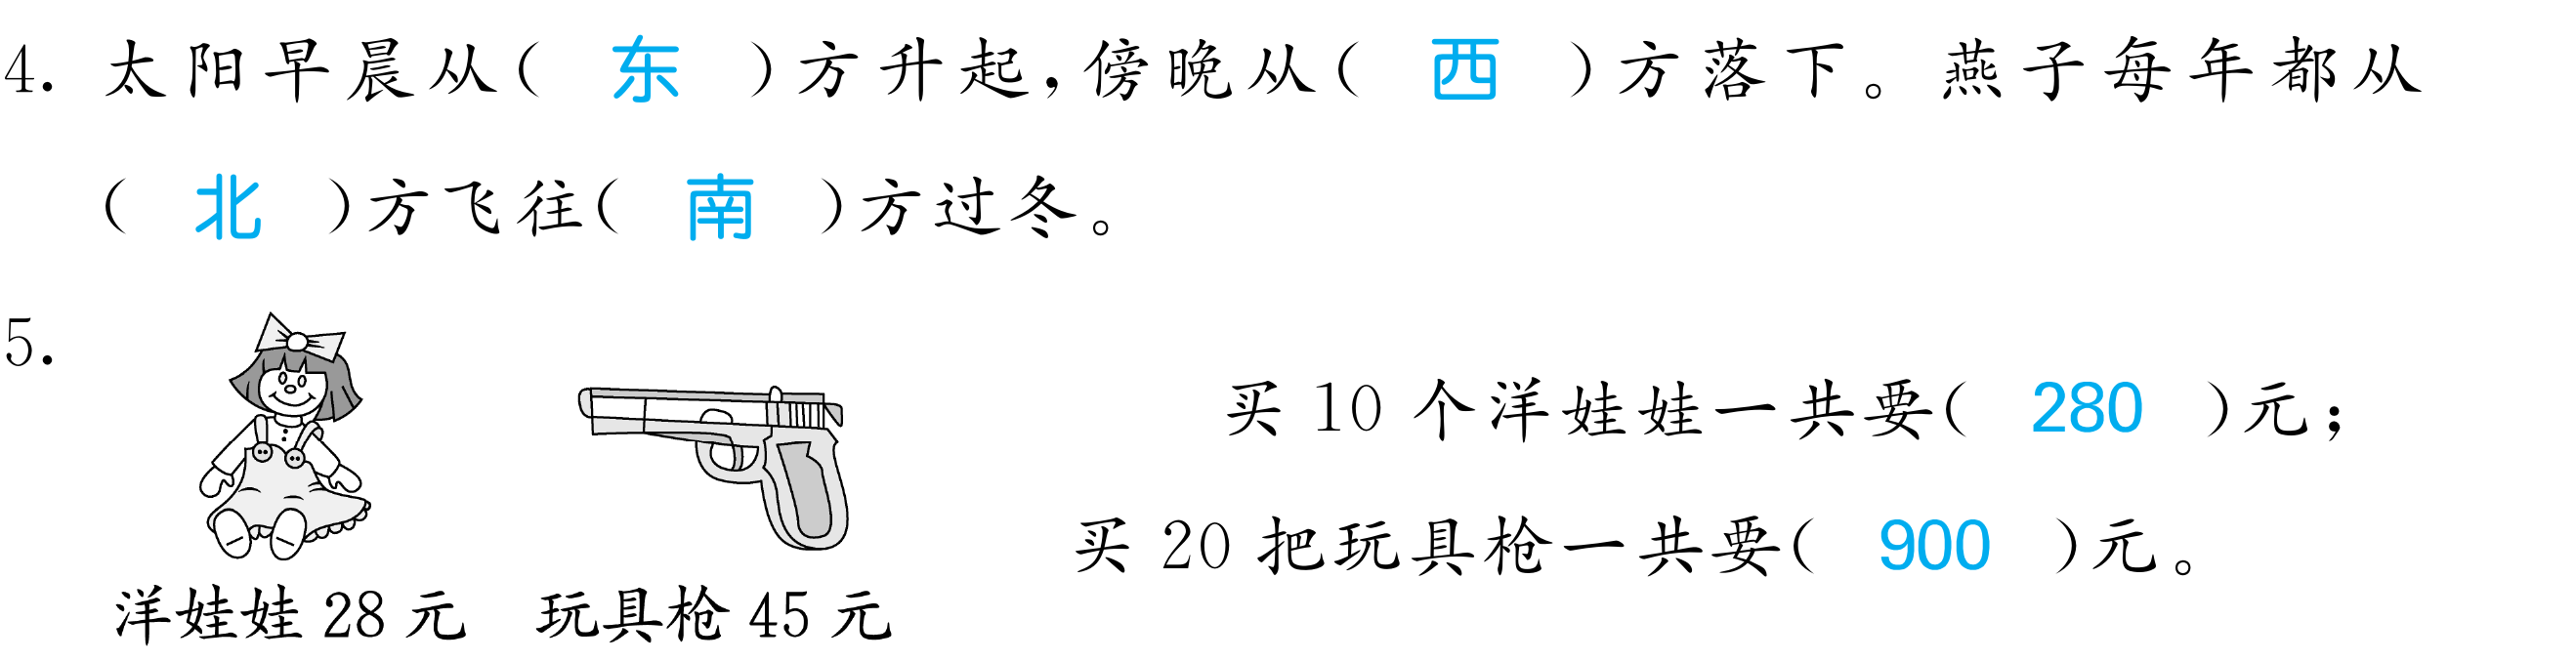 4. 太阳早晨从( 东 )方升起,傍晚从( 西 )方落下。燕子每年都从
( 北 )方飞往( 南 )方过冬。
5.
买 10 个洋娃娃一共要( 280 )元;
买 20 把玩具枪一共要( 900 )元。
洋娃娃 28 元 玩具枪 45 元